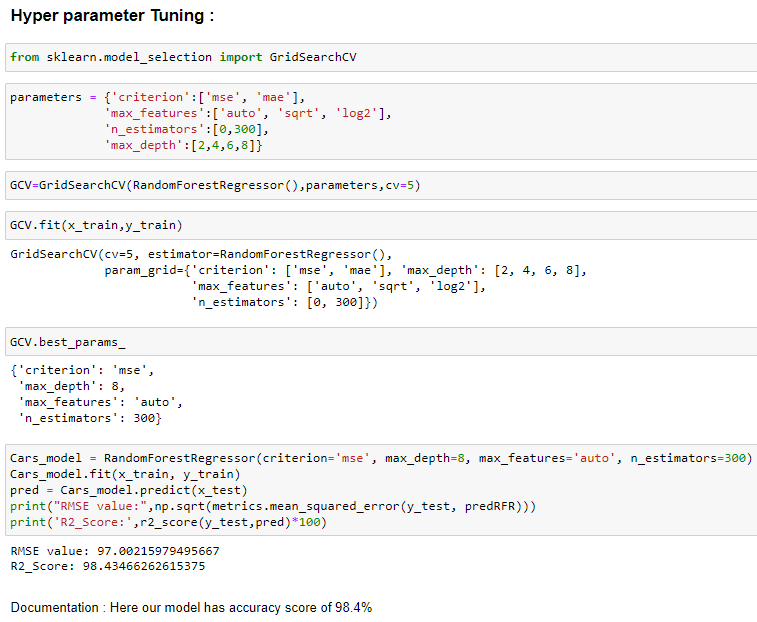 Hyper parameter Tuning :
from sklearn.model_selection import GridSearchCV
parameters = {'criterion':['mse', 'mae'],
'max_features':['auto', 'sqrt', 'log2'],
'n_estimators':[0,300],
'max_depth':[2,4,6,8]}
GCV=GridSearchCV(RandomForestRegressor(),parameters,cv=5)
GCV.fit(x_train,y_train)
GridSearchCV(cv=5, estimator=RandomForestRegressor(),
param_grid={'criterion': ['mse', 'mae'], 'max_depth': [2, 4, 6, 8],
'max_features': ['auto', 'sqrt', 'log2'],
'n_estimators': [0, 300]})
GCV.best_params_
{'criterion': 'mse',
'max_depth': 8,
'max_features': 'auto',
'n_estimators': 300}
Cars_model = RandomForestRegressor(criterion='mse', max_depth=8, max_features='auto', n_estimators=300)
Cars_model.fit(x_train, y_train)
pred = Cars_model.predict(x_test)
print("RMSE value:",np.sqrt(metrics.mean_squared_error(y_test, predRFR)))
print('R2_Score:',r2_score(y_test,pred)*100)
RMSE value: 97.00215979495667
R2_Score: 98.43466262615375
Documentation : Here our model has accuracy score of 98.4%